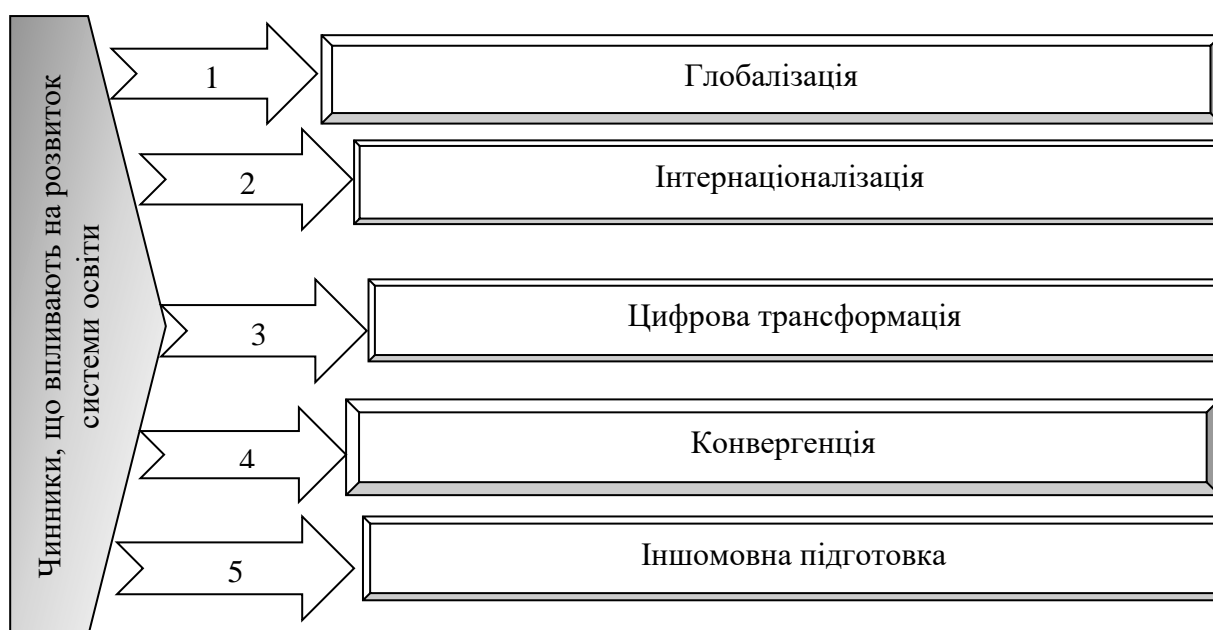 Чинники, що впливають на розвиток
системи освіти
1
Глобалізація
2
Інтернаціоналізація
3
Цифрова трансформація
4
Конвергенція
5
Іншомовна підготовка